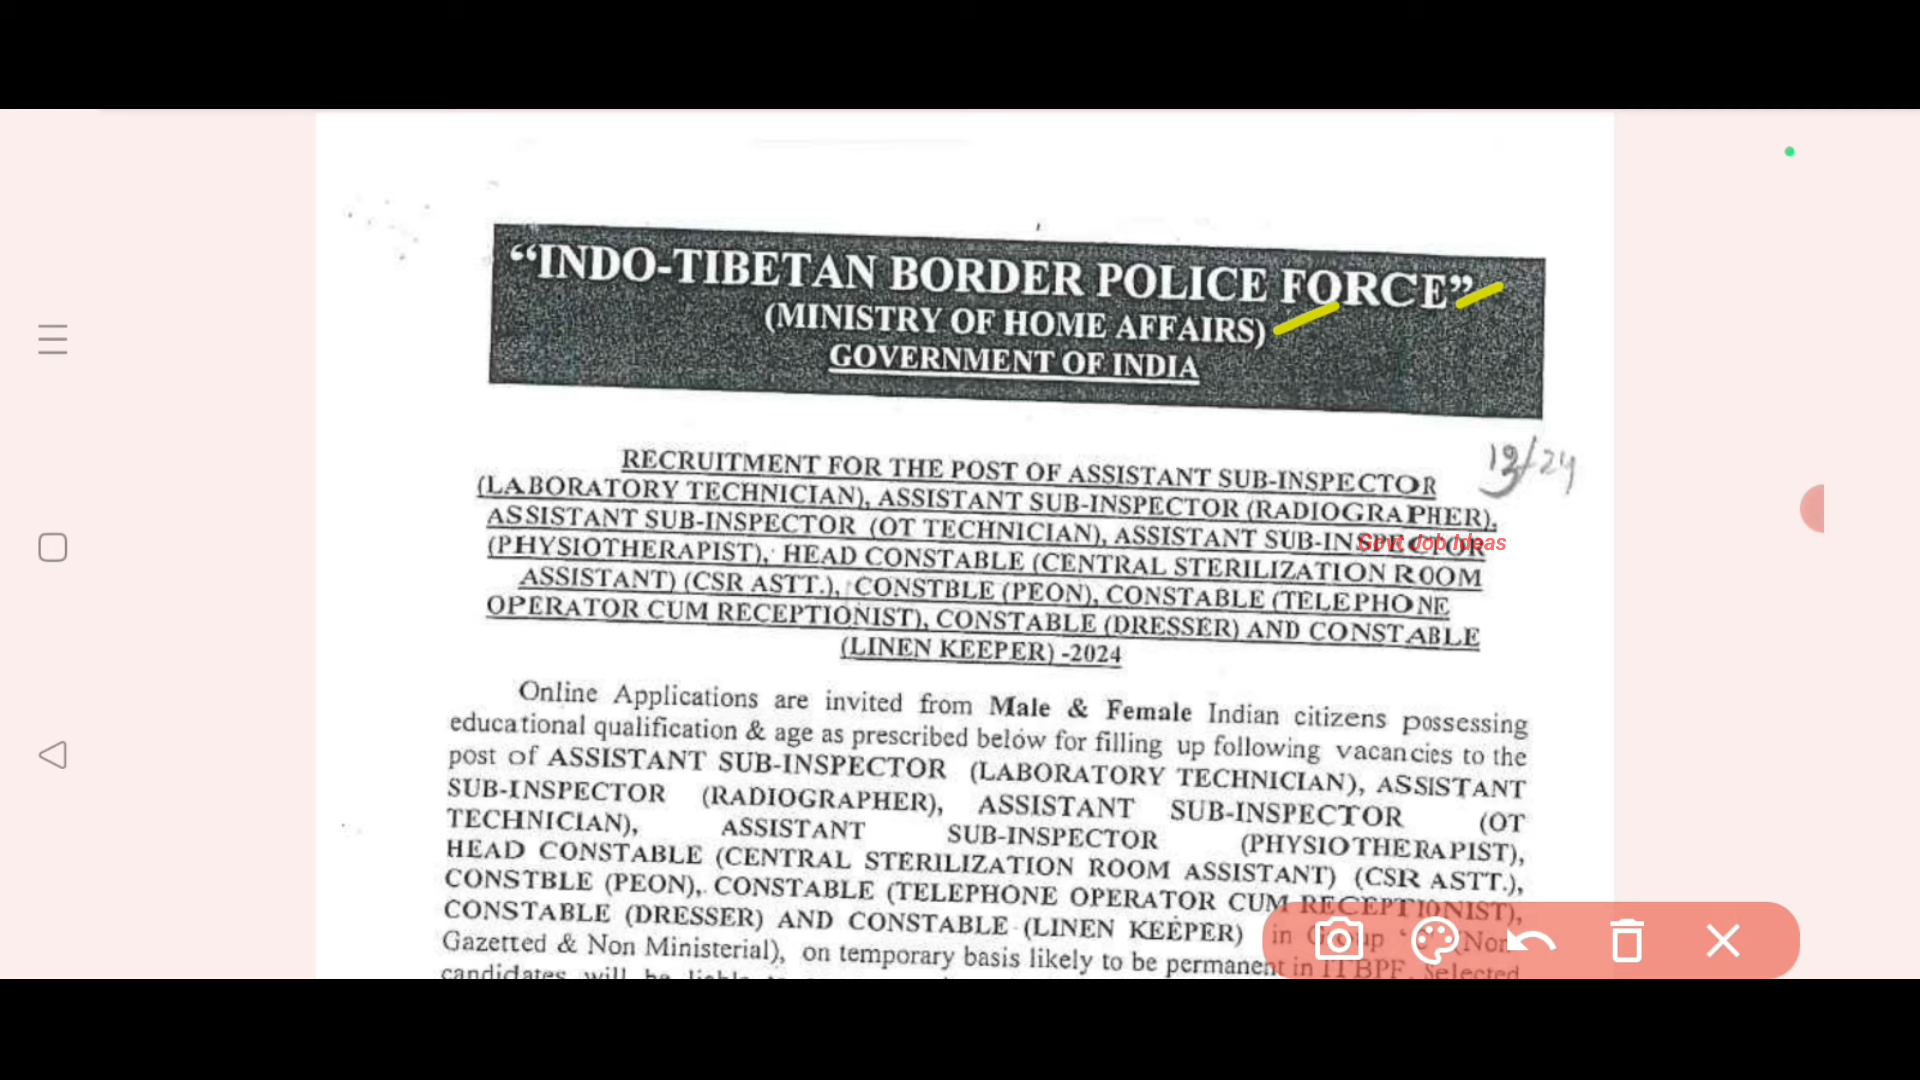 “INDO-TIBETAN BORDER POLICE FORCE”
(MINISTRY OF HOME AFFAIRS)
GOVERNMENT OF INDIA
RECRUITMENT FOR THE POST OF ASSISTANT SUB-INSPECTOR
(LABORATORY TECHNICIAN), ASSISTANT SUB-INSPECTOR (RADIOGRAPHER),
ASSISTANT SUB-INSPECTOR (OT TECHNICIAN), ASSISTANT SUB-INSPECTOR
(PHYSIOTHERAPIST), HEAD CONSTABLE (CENTRAL STERILIZATION ROOM
ASSISTANT) (CSR ASTT.), CONSTBLE (PEON), CONSTABLE (TELEPHONE
OPERATOR CUM RECEPTIONIST), CONSTABLE (DRESSER) AND CONSTABLE
(LINEN KEEPER) -2024
Govt Job Ideas
Online Applications are invited from Male & Female Indian citizens possessing
educational qualification & age as prescribed below for filling up following vacancies to the
post of ASSISTANT SUB-INSPECTOR (LABORATORY TECHNICIAN), ASSISTANT
SUB-INSPECTOR (RADIOGRAPHER), ASSISTANT SUB-INSPECTOR (OT
TECHNICIAN), ASSISTANT SUB-INSPECTOR (PHYSIOTHERAPIST),
HEAD CONSTABLE (CENTRAL STERILIZATION ROOM ASSISTANT) (CSR ASTT.),
CONSTBLE (PEON), CONSTABLE (TELEPHONE OPERATOR CUM RECEPTIONIST),
CONSTABLE (DRESSER) AND CONSTABLE (LINEN KEEPER) in Group ‘C’ (Non
Gazetted & Non Ministerial), on temporary basis likely to be permanent in ITBPF. Selected
candidates will be liable